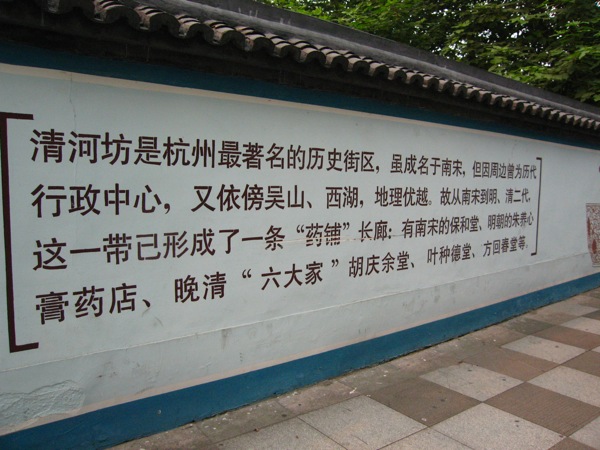 清河坊是杭州最著名的历史街区，虽成名于南宋，但因周边曾为历代
行政中心，又依傍吴山、西湖，地理优越。故从南宋到明、清二代，
这一带已形成了一条“药铺”长廊：有南宋的保和堂、明朝的朱养心
膏药店、晚清“六大家”胡庆余堂、叶种德堂、方回春堂等。